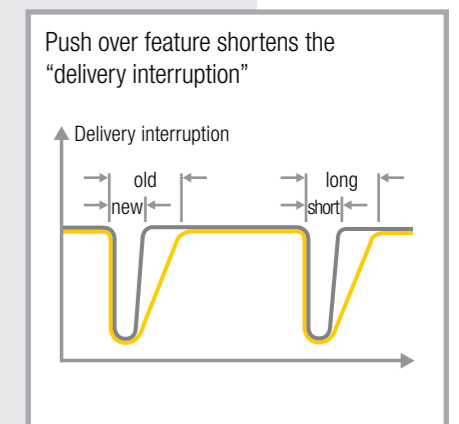 Push over feature shortens the
“delivery interruption”
Delivery interruption
old
long
new
short